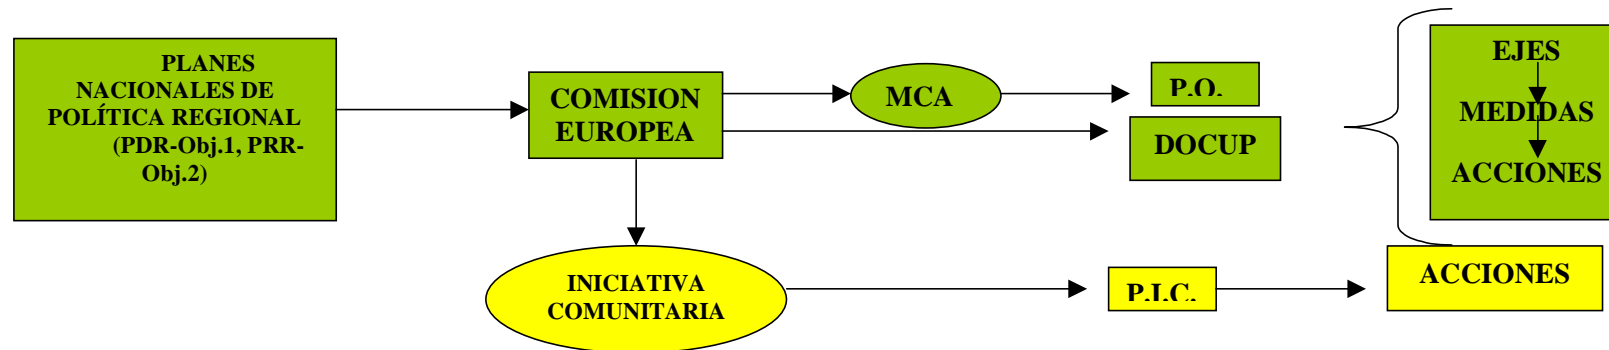 PLANES
NACIONALES DE
POLÍTICA REGIONAL
(PDR-Obj.1, PRR-
Obj.2)
COMISION
EUROPEA
MCA
P.O.
DOCUP
EJES
MEDIDAS
ACCIONES
INICIATIVA
COMUNITARIA
P.I.C.
ACCIONES